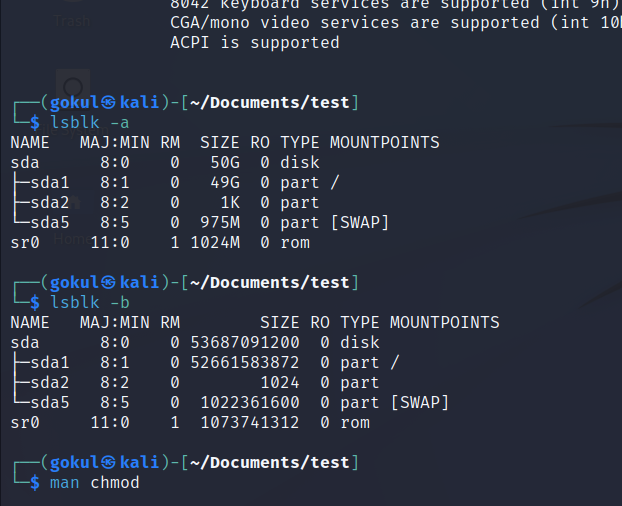 Trash
8042 keyboard services are supported (int 9h)
CGA/mono video services are supported (int 10h
ACPI is supported
┌──(gokul㉿kali)-[~/Documents/test]
└─$ lsblk -a
NAME   MAJ:MIN RM  SIZE RO TYPE MOUNTPOINTS
sda      8:0    0   50G  0 disk
├─sda1   8:1    0   49G  0 part /
├─sda2   8:2    0    1K  0 part
└─sda5   8:5    0  975M  0 part [SWAP]
sr0     11:0    1 1024M  0 rom
Home
┌──(gokul㉿kali)-[~/Documents/test]
└─$ lsblk -b
NAME   MAJ:MIN RM        SIZE RO TYPE MOUNTPOINTS
sda      8:0    0 53687091200  0 disk
├─sda1   8:1    0 52661583872  0 part /
├─sda2   8:2    0        1024  0 part
└─sda5   8:5    0  1022361600  0 part [SWAP]
sr0     11:0    1  1073741312  0 rom
┌──(gokul㉿kali)-[~/Documents/test]
└─$ man chmod